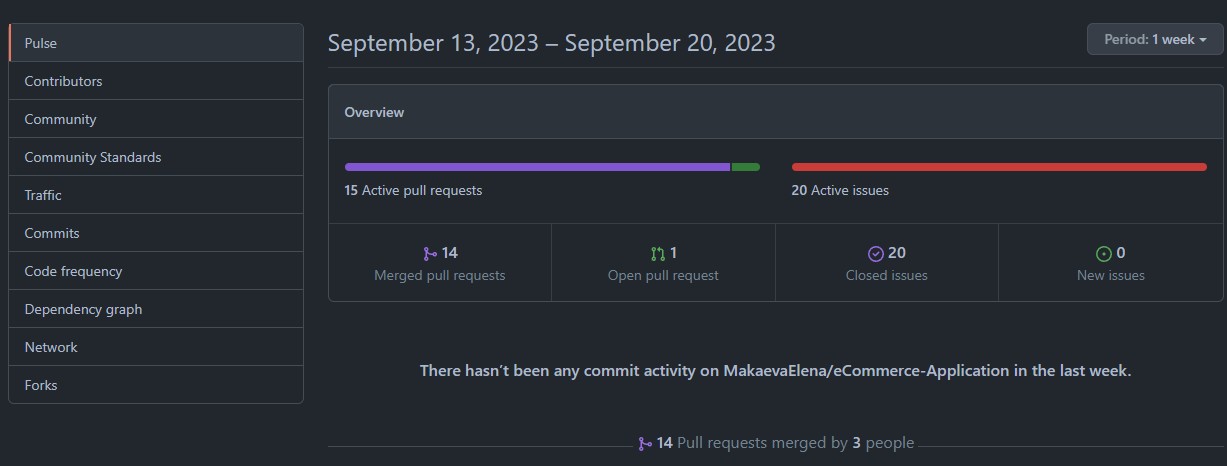 Pulse
Contributors
Community
Community Standards
Traffic
Commits
Code frequency
Dependency graph
Network
Forks
September 13, 2023 – September 20, 2023
Period: 1 week
Overview
15 Active pull requests
20 Active issues
14
Merged pull requests
1
Open pull request
20
Closed issues
0
New issues
There hasn't been any commit activity on MakaevaElena/eCommerce-Application in the last week.
14 Pull requests merged by 3 people